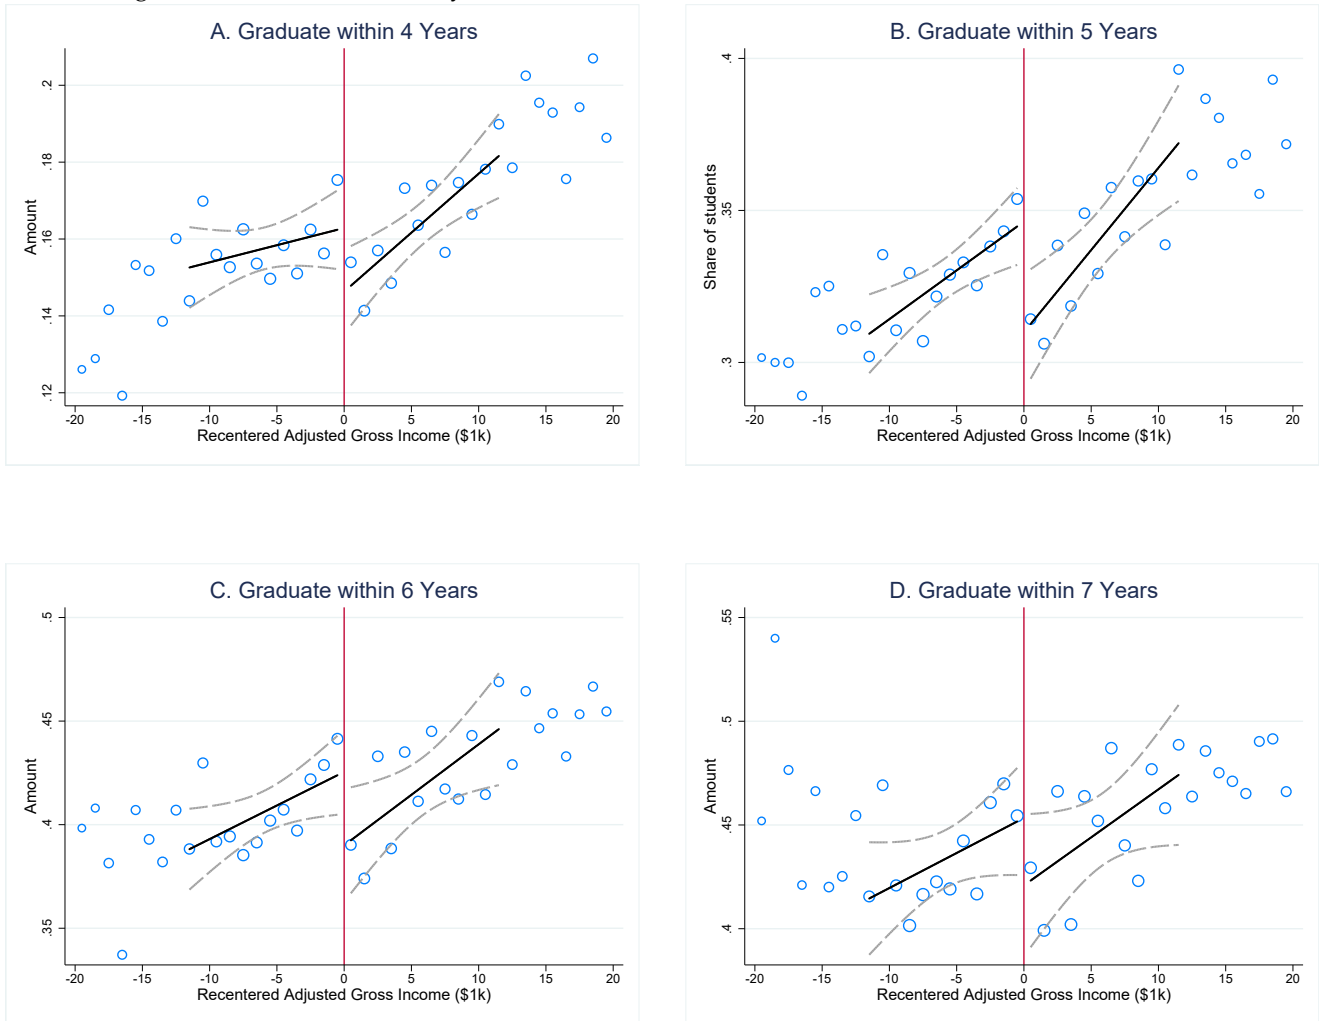 A. Graduate within 4 Years
Amount
.2
.18
.16
.14
.12
-20 -15 -10 -5 0 5 10 15 20
Recentered Adjusted Gross Income ($1k)
B. Graduate within 5 Years
Share of students
.4
.35
.3
-20 -15 -10 -5 0 5 10 15 20
Recentered Adjusted Gross Income ($1k)
C. Graduate within 6 Years
Amount
.5
.45
.4
.35
-20 -15 -10 -5 0 5 10 15 20
Recentered Adjusted Gross Income ($1k)
D. Graduate within 7 Years
Amount
.55
.5
.45
.4
-20 -15 -10 -5 0 5 10 15 20
Recentered Adjusted Gross Income ($1k)